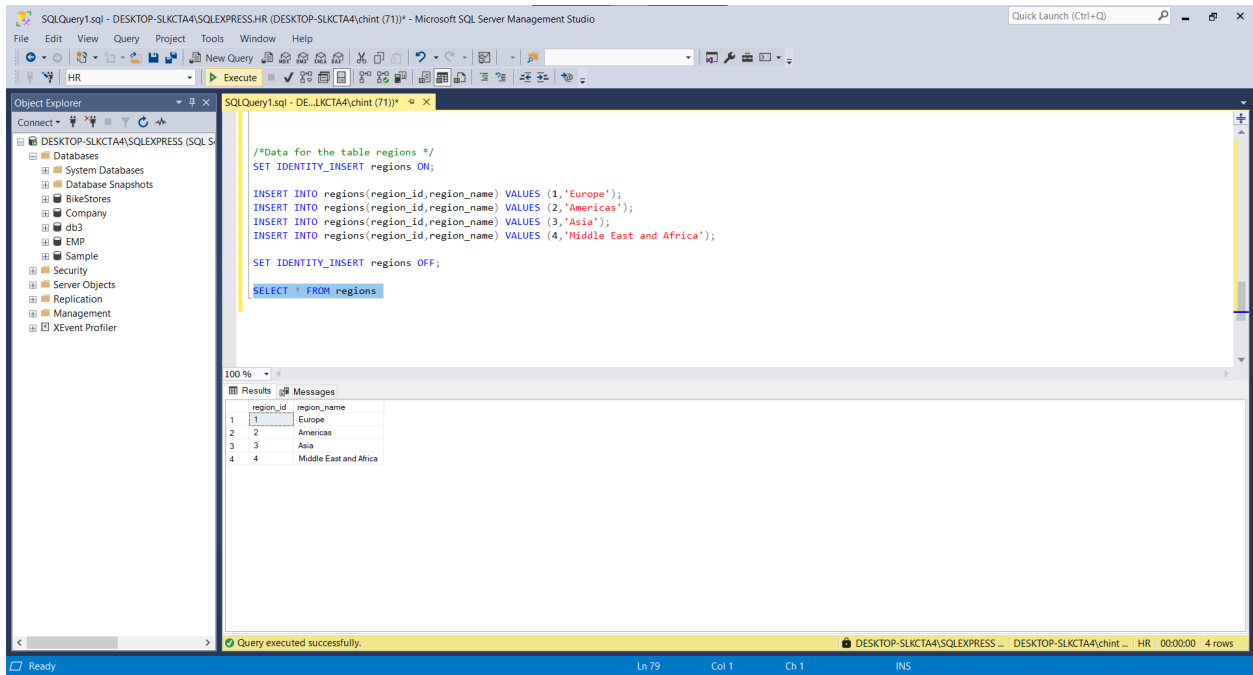 SQLQuery1.sql - DESKTOP-SLKCTA4\SQLEXPRESS.HR (DESKTOP-SLKCTA4\chint (71))* - Microsoft SQL Server Management Studio
Quick Launch (Ctrl+Q)
File Edit View Query Project Tools Window Help
New Query
HR
Execute
Object Explorer
SQLQuery1.sql - DE...LKCTA4\chint (71))*
Connect
DESKTOP-SLKCTA4\SQLEXPRESS (SQL S
Databases
System Databases
Database Snapshots
BikeStores
Company
db3
EMP
Sample
Security
Server Objects
Replication
Management
XEvent Profiler
/*Data for the table regions */
SET IDENTITY_INSERT regions ON;
INSERT INTO regions(region_id,region_name) VALUES (1,'Europe');
INSERT INTO regions(region_id,region_name) VALUES (2,'Americas');
INSERT INTO regions(region_id,region_name) VALUES (3,'Asia');
INSERT INTO regions(region_id,region_name) VALUES (4,'Middle East and Africa');
SET IDENTITY_INSERT regions OFF;
SELECT * FROM regions
100 %
Results Messages
region_id region_name
1 1 Europe
2 2 Americas
3 3 Asia
4 4 Middle East and Africa
Query executed successfully.
DESKTOP-SLKCTA4\SQLEXPRESS ... DESKTOP-SLKCTA4\chint ... HR 00:00:00 4 rows
Ready Ln 79 Col 1 Ch 1 INS